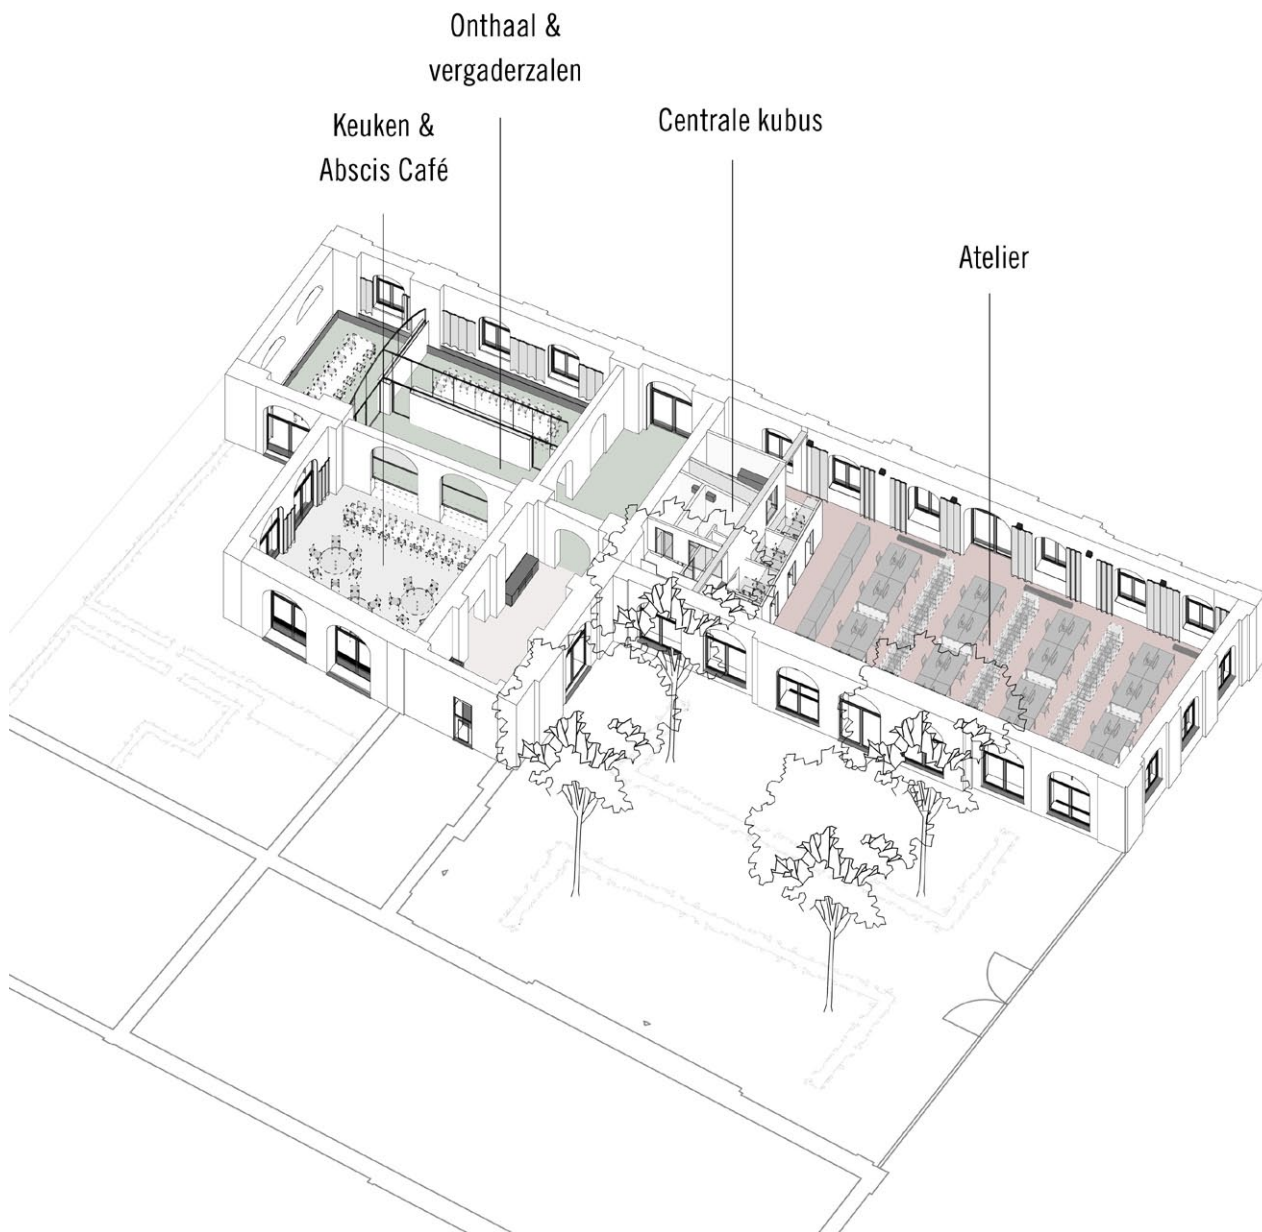 Onthaal &
vergaderzalen
Keuken &
Abscis Café
Centrale kubus
Atelier